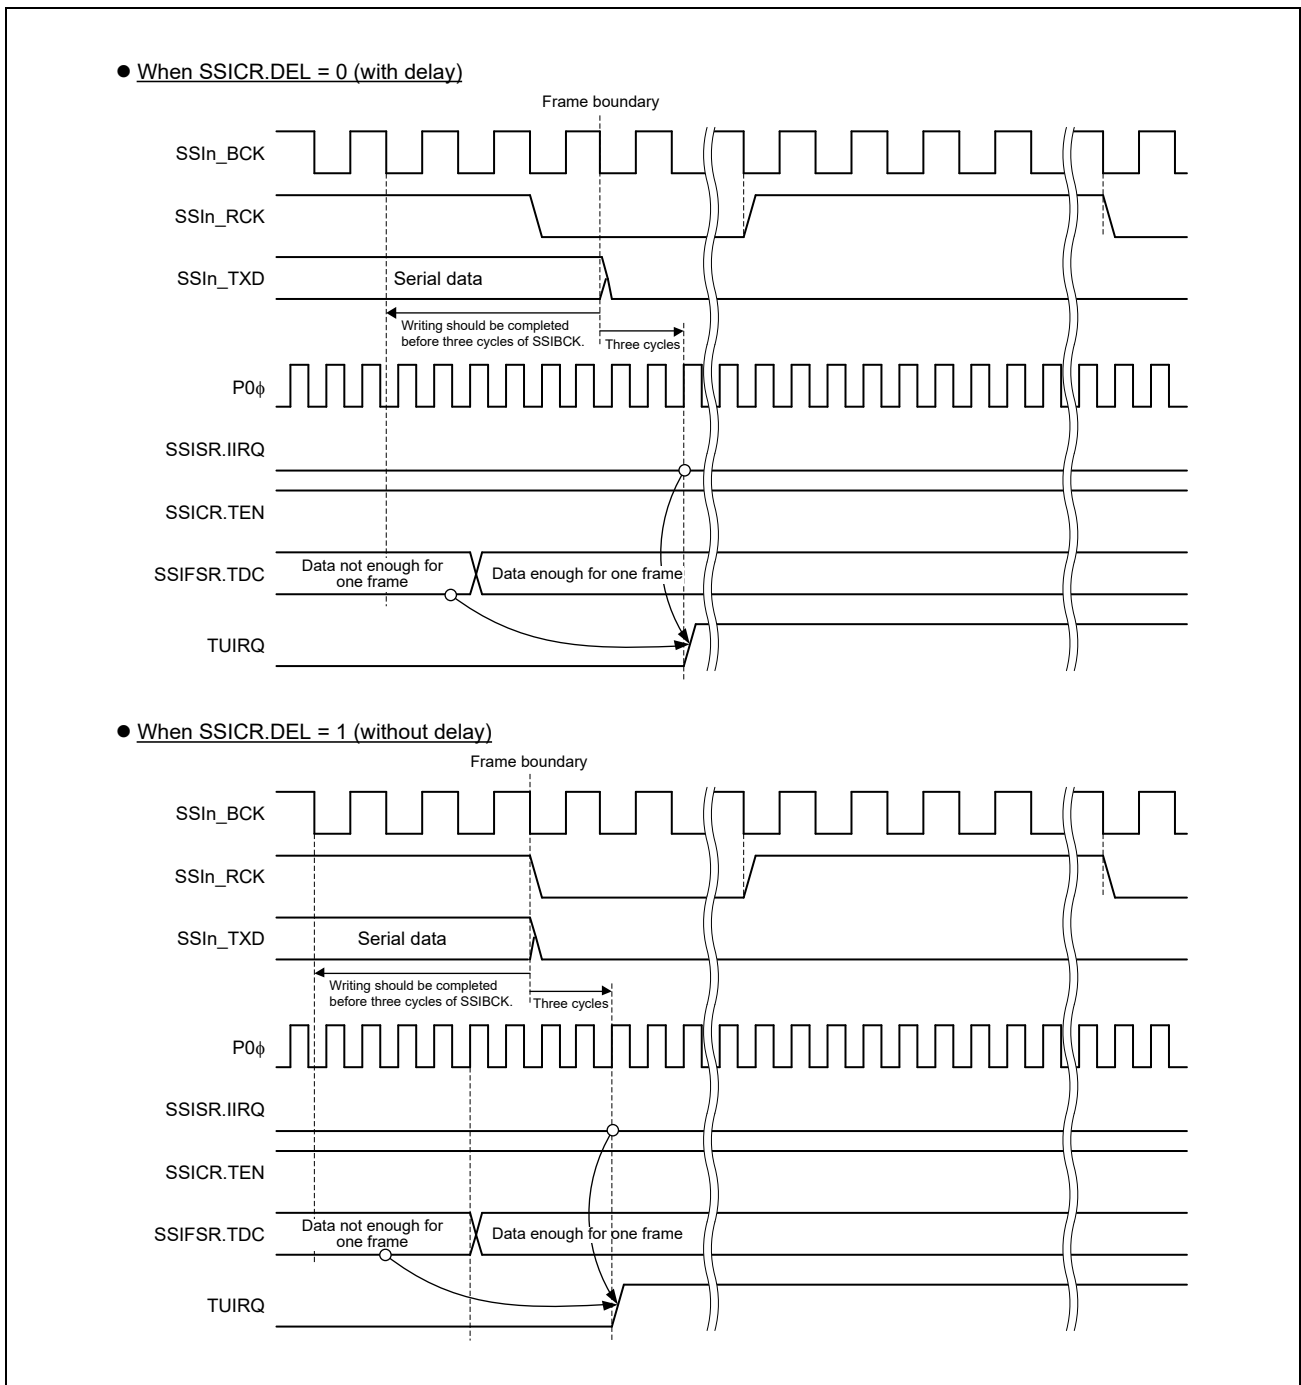 ● When SSICR.DEL = 0 (with delay)
Frame boundary
SSIn_BCK
SSIn_RCK
SSIn_TXD
Serial data
Writing should be completed
before three cycles of SSIBCK.
Three cycles
P0ϕ
SSISR.IIRQ
SSICR.TEN
SSIFSR.TDC
Data not enough for
one frame
Data enough for one frame
TUIRQ
● When SSICR.DEL = 1 (without delay)
Frame boundary
SSIn_BCK
SSIn_RCK
SSIn_TXD
Serial data
Writing should be completed
before three cycles of SSIBCK.
Three cycles
P0ϕ
SSISR.IIRQ
SSICR.TEN
SSIFSR.TDC
Data not enough for
one frame
Data enough for one frame
TUIRQ